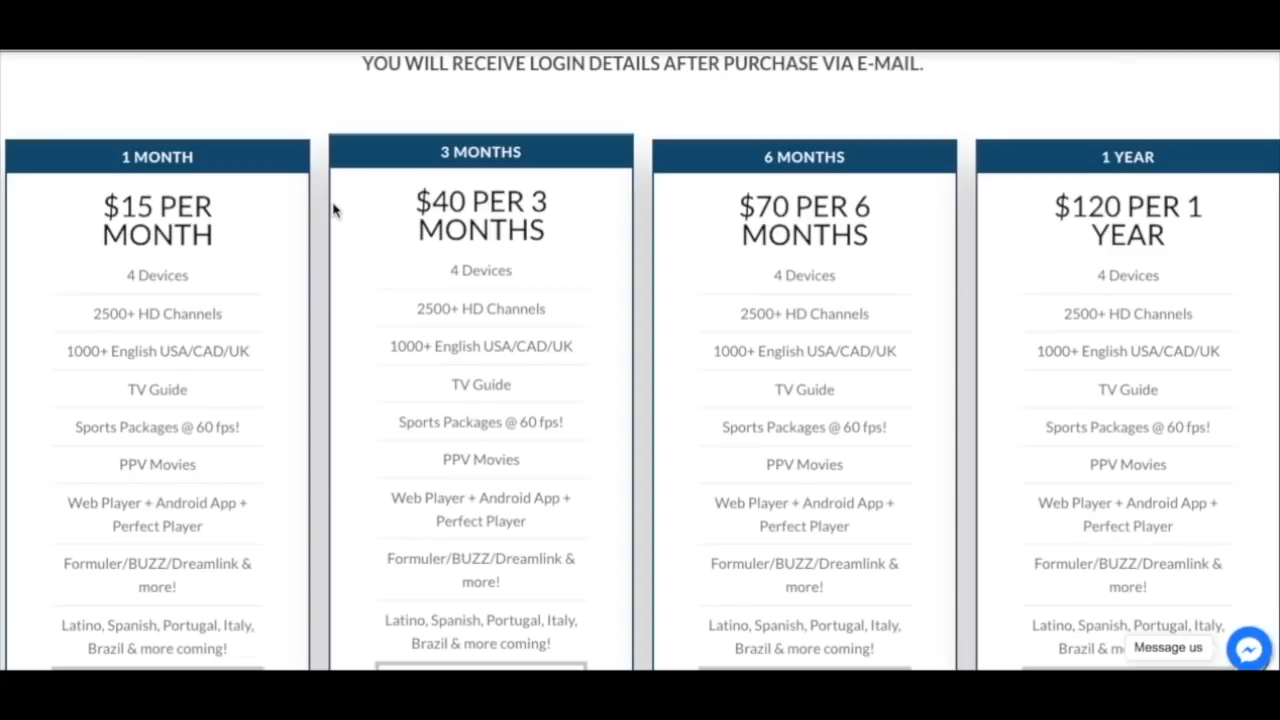 YOU WILL RECEIVE LOGIN DETAILS AFTER PURCHASE VIA E-MAIL.
1 MONTH
$15 PER
MONTH
4 Devices
2500+ HD Channels
1000+ English USA/CAD/UK
TV Guide
Sports Packages @ 60 fps!
PPV Movies
Web Player + Android App +
Perfect Player
Formuler/BUZZ/Dreamlink &
more!
Latino, Spanish, Portugal, Italy,
Brazil & more coming!
3 MONTHS
$40 PER 3
MONTHS
4 Devices
2500+ HD Channels
1000+ English USA/CAD/UK
TV Guide
Sports Packages @ 60 fps!
PPV Movies
Web Player + Android App +
Perfect Player
Formuler/BUZZ/Dreamlink &
more!
Latino, Spanish, Portugal, Italy,
Brazil & more coming!
6 MONTHS
$70 PER 6
MONTHS
4 Devices
2500+ HD Channels
1000+ English USA/CAD/UK
TV Guide
Sports Packages @ 60 fps!
PPV Movies
Web Player + Android App +
Perfect Player
Formuler/BUZZ/Dreamlink &
more!
Latino, Spanish, Portugal, Italy,
Brazil & more coming!
1 YEAR
$120 PER 1
YEAR
4 Devices
2500+ HD Channels
1000+ English USA/CAD/UK
TV Guide
Sports Packages @ 60 fps!
PPV Movies
Web Player + Android App +
Perfect Player
Formuler/BUZZ/Dreamlink &
more!
Latino, Spanish, Portugal, Italy,
Brazil &
Message us